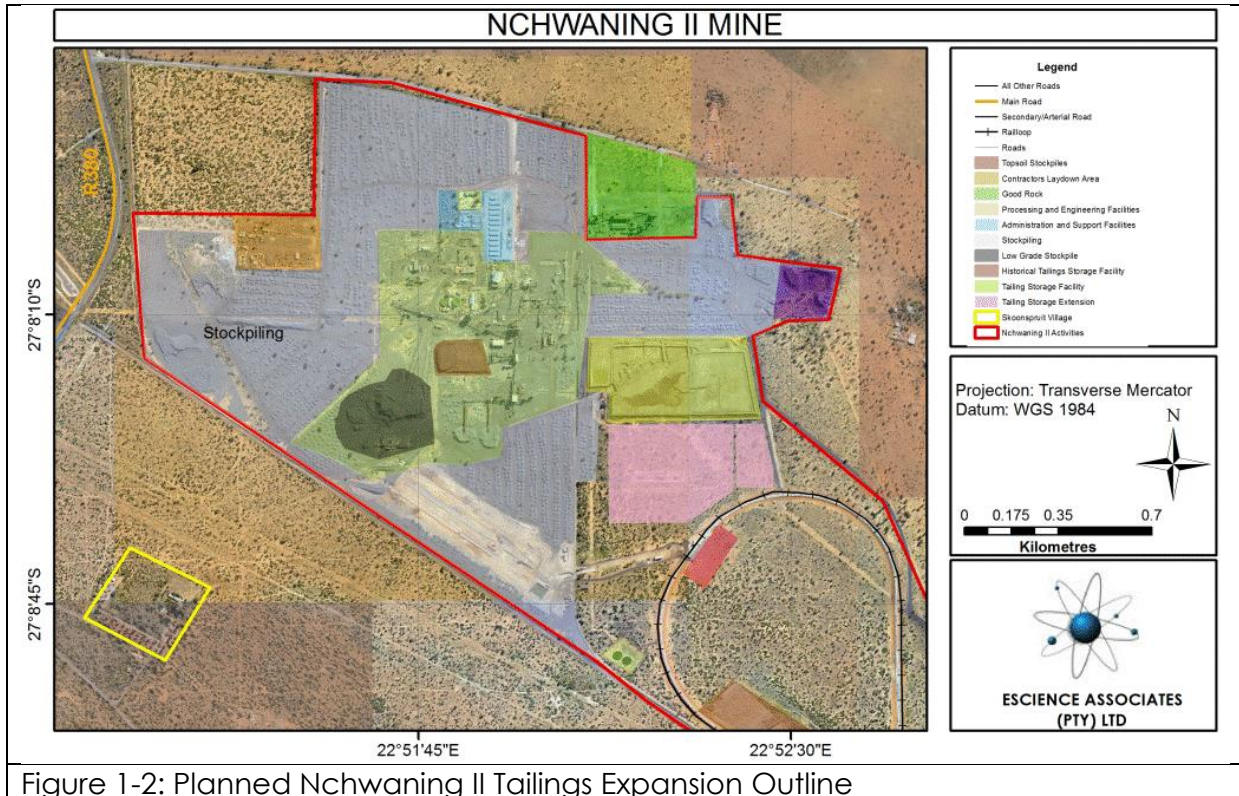 NCHWANING II MINE
R380
Stockpiling
27°8'10"S
27°8'45"S
22°51'45"E
22°52'30"E
Legend
All Other Roads
Main Road
Secondary/Arterial Road
Railloop
Roads
Topsoil Stockpiles
Contractors Laydown Area
Good Rock
Processing and Engineering Facilities
Administration and Support Facilities
Stockpiling
Low Grade Stockpile
Historical Tailings Storage Facility
Tailing Storage Facility
Tailing Storage Extension
Skoonspruit Village
Nchwaning II Activities
Projection: Transverse Mercator
Datum: WGS 1984
N
0 0.175 0.35 0.7
Kilometres
ESCIENCE ASSOCIATES
(PTY) LTD
Figure 1-2: Planned Nchwaning II Tailings Expansion Outline